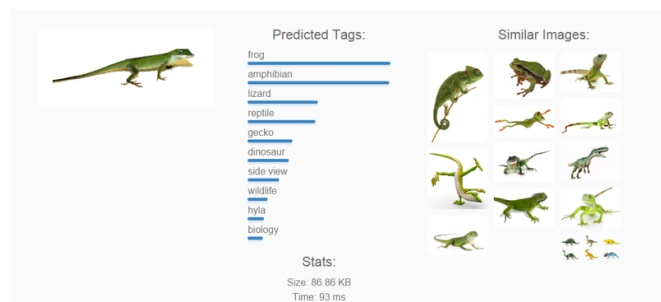 Predicted Tags:
frog
amphibian
lizard
reptile
gecko
dinosaur
side view
wildlife
hyla
biology
Stats:
Size: 86.86 KB
Time: 93 ms
Similar Images: